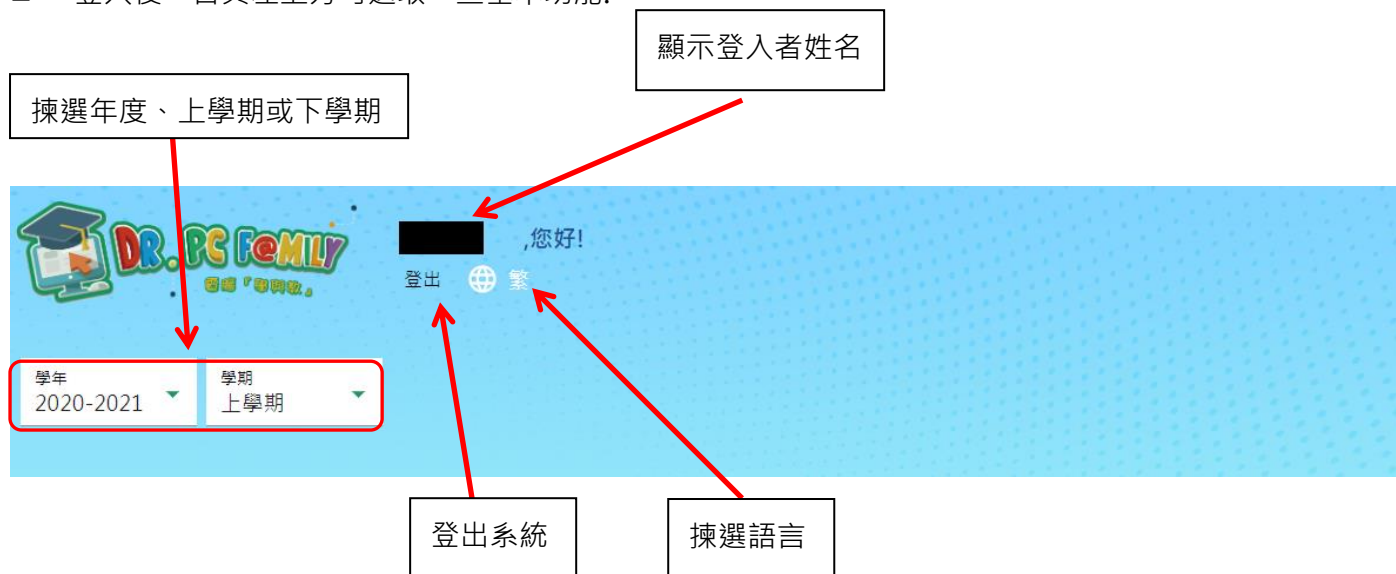 顯示登入者姓名
揀選年度、上學期或下學期
DR. PC F@MILY
,您好!
登出 繁
學年 學期
2020-2021 上學期
登出系統 揀選語言